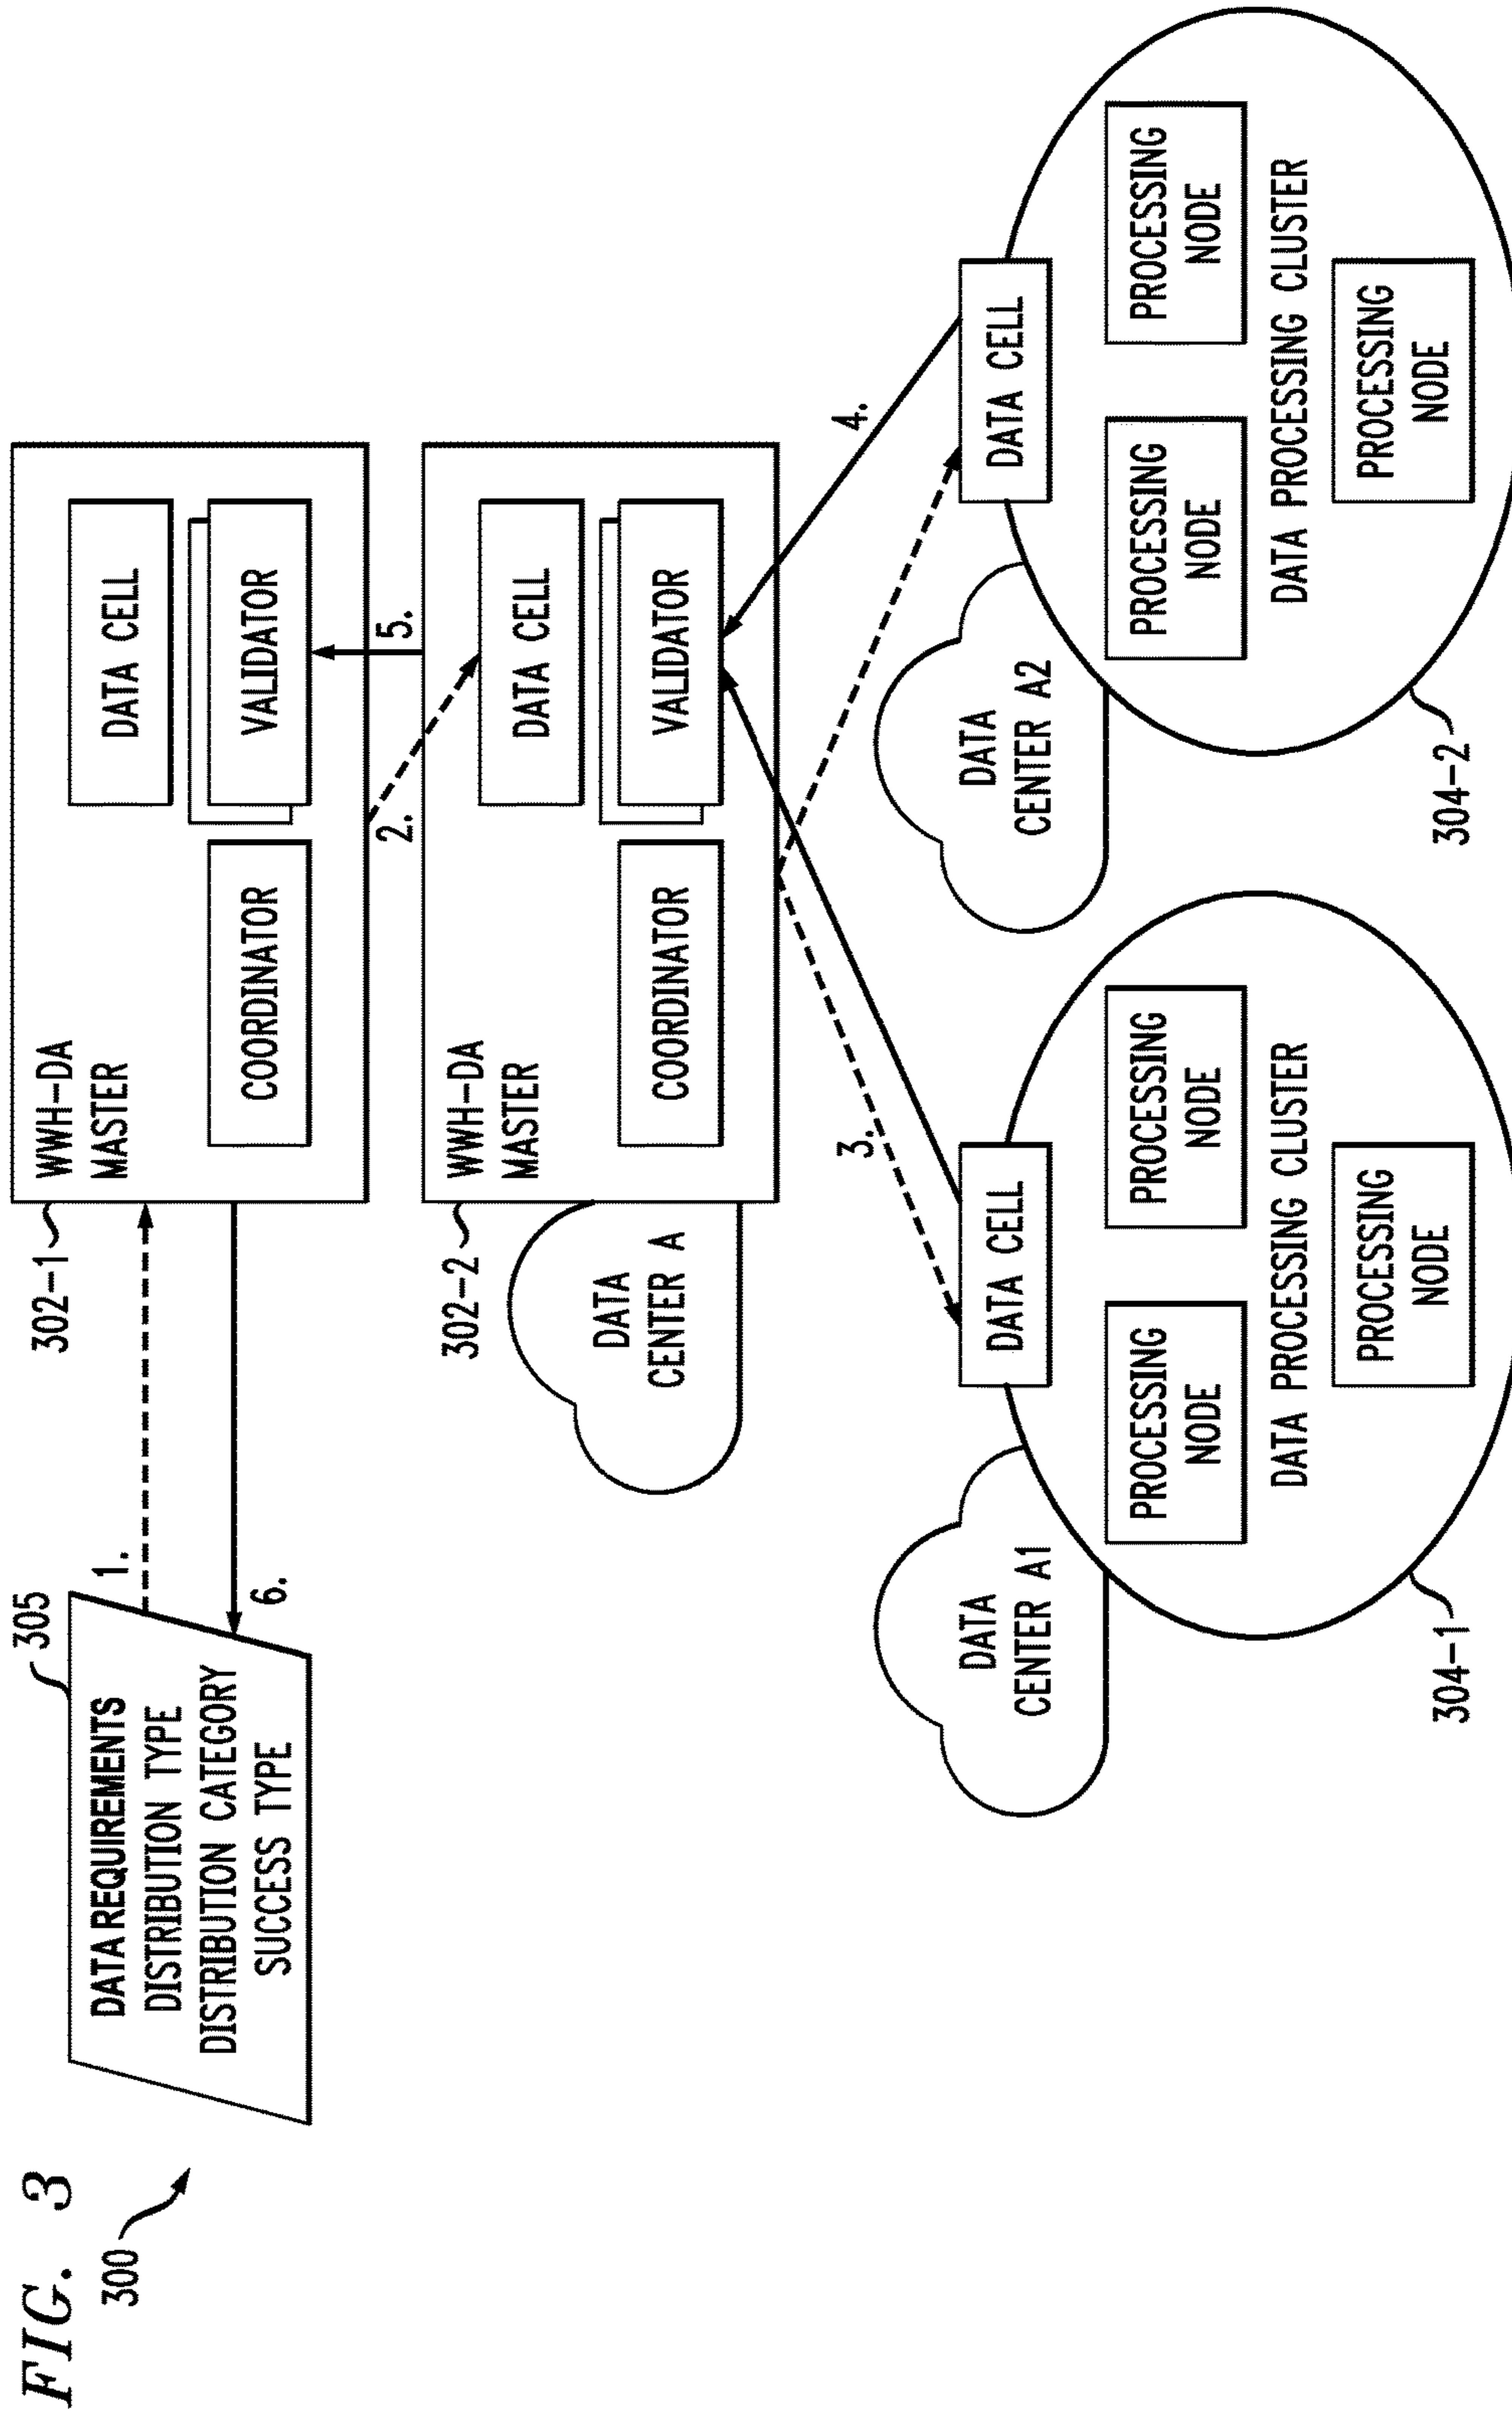 FIG. 3
300
305
DATA REQUIREMENTS
DISTRIBUTION TYPE
DISTRIBUTION CATEGORY
SUCCESS TYPE
1.
6.
302-1
WWH-DA
MASTER
DATA CELL
COORDINATOR
VALIDATOR
2.
5.
302-2
WWH-DA
MASTER
DATA CELL
COORDINATOR
VALIDATOR
DATA
CENTER A
3.
4.
DATA
CENTER A1
DATA CELL
PROCESSING
NODE
PROCESSING
NODE
DATA PROCESSING CLUSTER
PROCESSING
NODE
304-1
DATA
CENTER A2
DATA CELL
PROCESSING
NODE
PROCESSING
NODE
DATA PROCESSING CLUSTER
PROCESSING
NODE
304-2